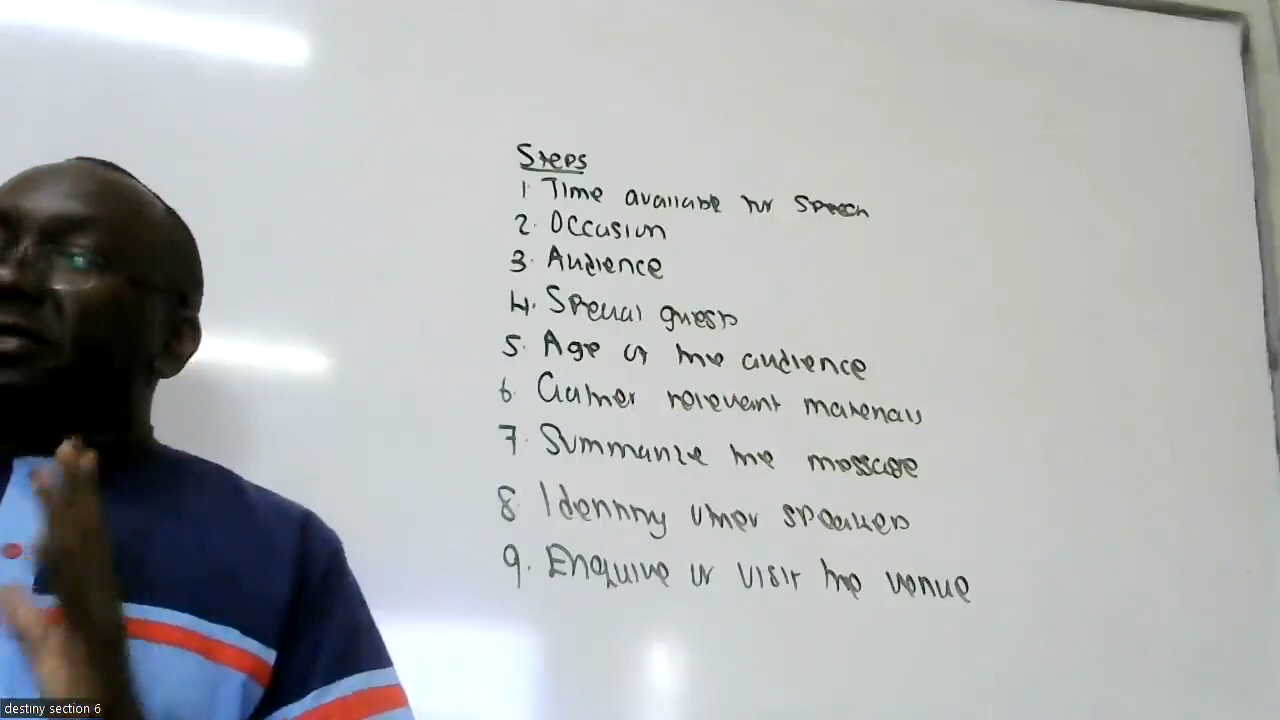 Steps
1. Time available for speech
2. Occasion
3. Audience
4. Special guests
5. Age of the audience
6. Gather relevant materials
7. Summarize the message
8. Identify other speakers
9. Enquire or visit the venue
destiny section 6